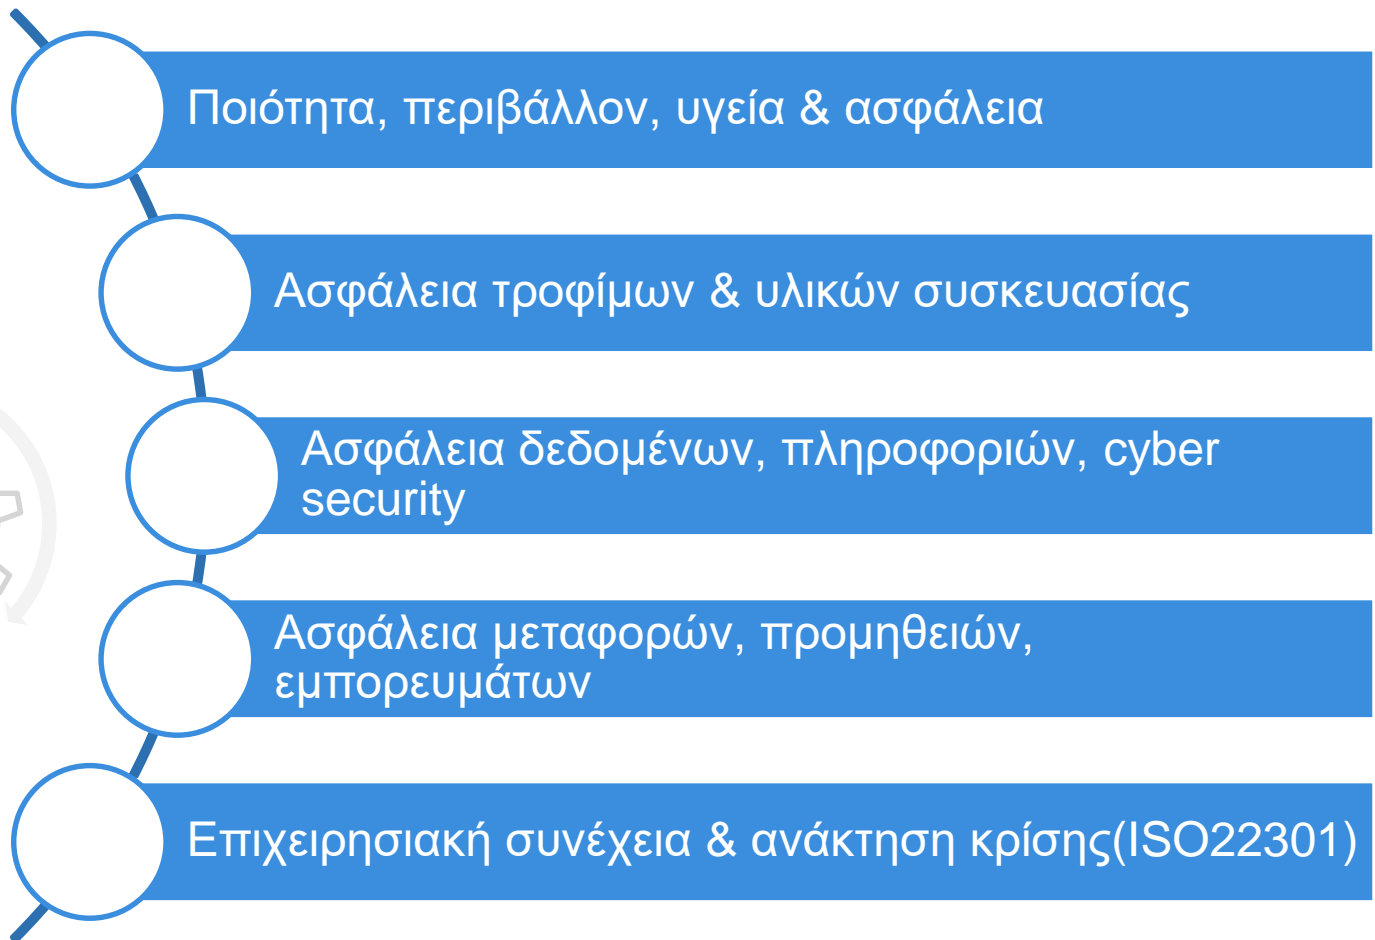 Ποιότητα, περιβάλλον, υγεία & ασφάλεια
Ασφάλεια τροφίμων & υλικών συσκευασίας
Ασφάλεια δεδομένων, πληροφοριών, cyber
security
Ασφάλεια μεταφορών, προμηθειών,
εμπορευμάτων
Επιχειρησιακή συνέχεια & ανάκτηση κρίσης(ISO22301)